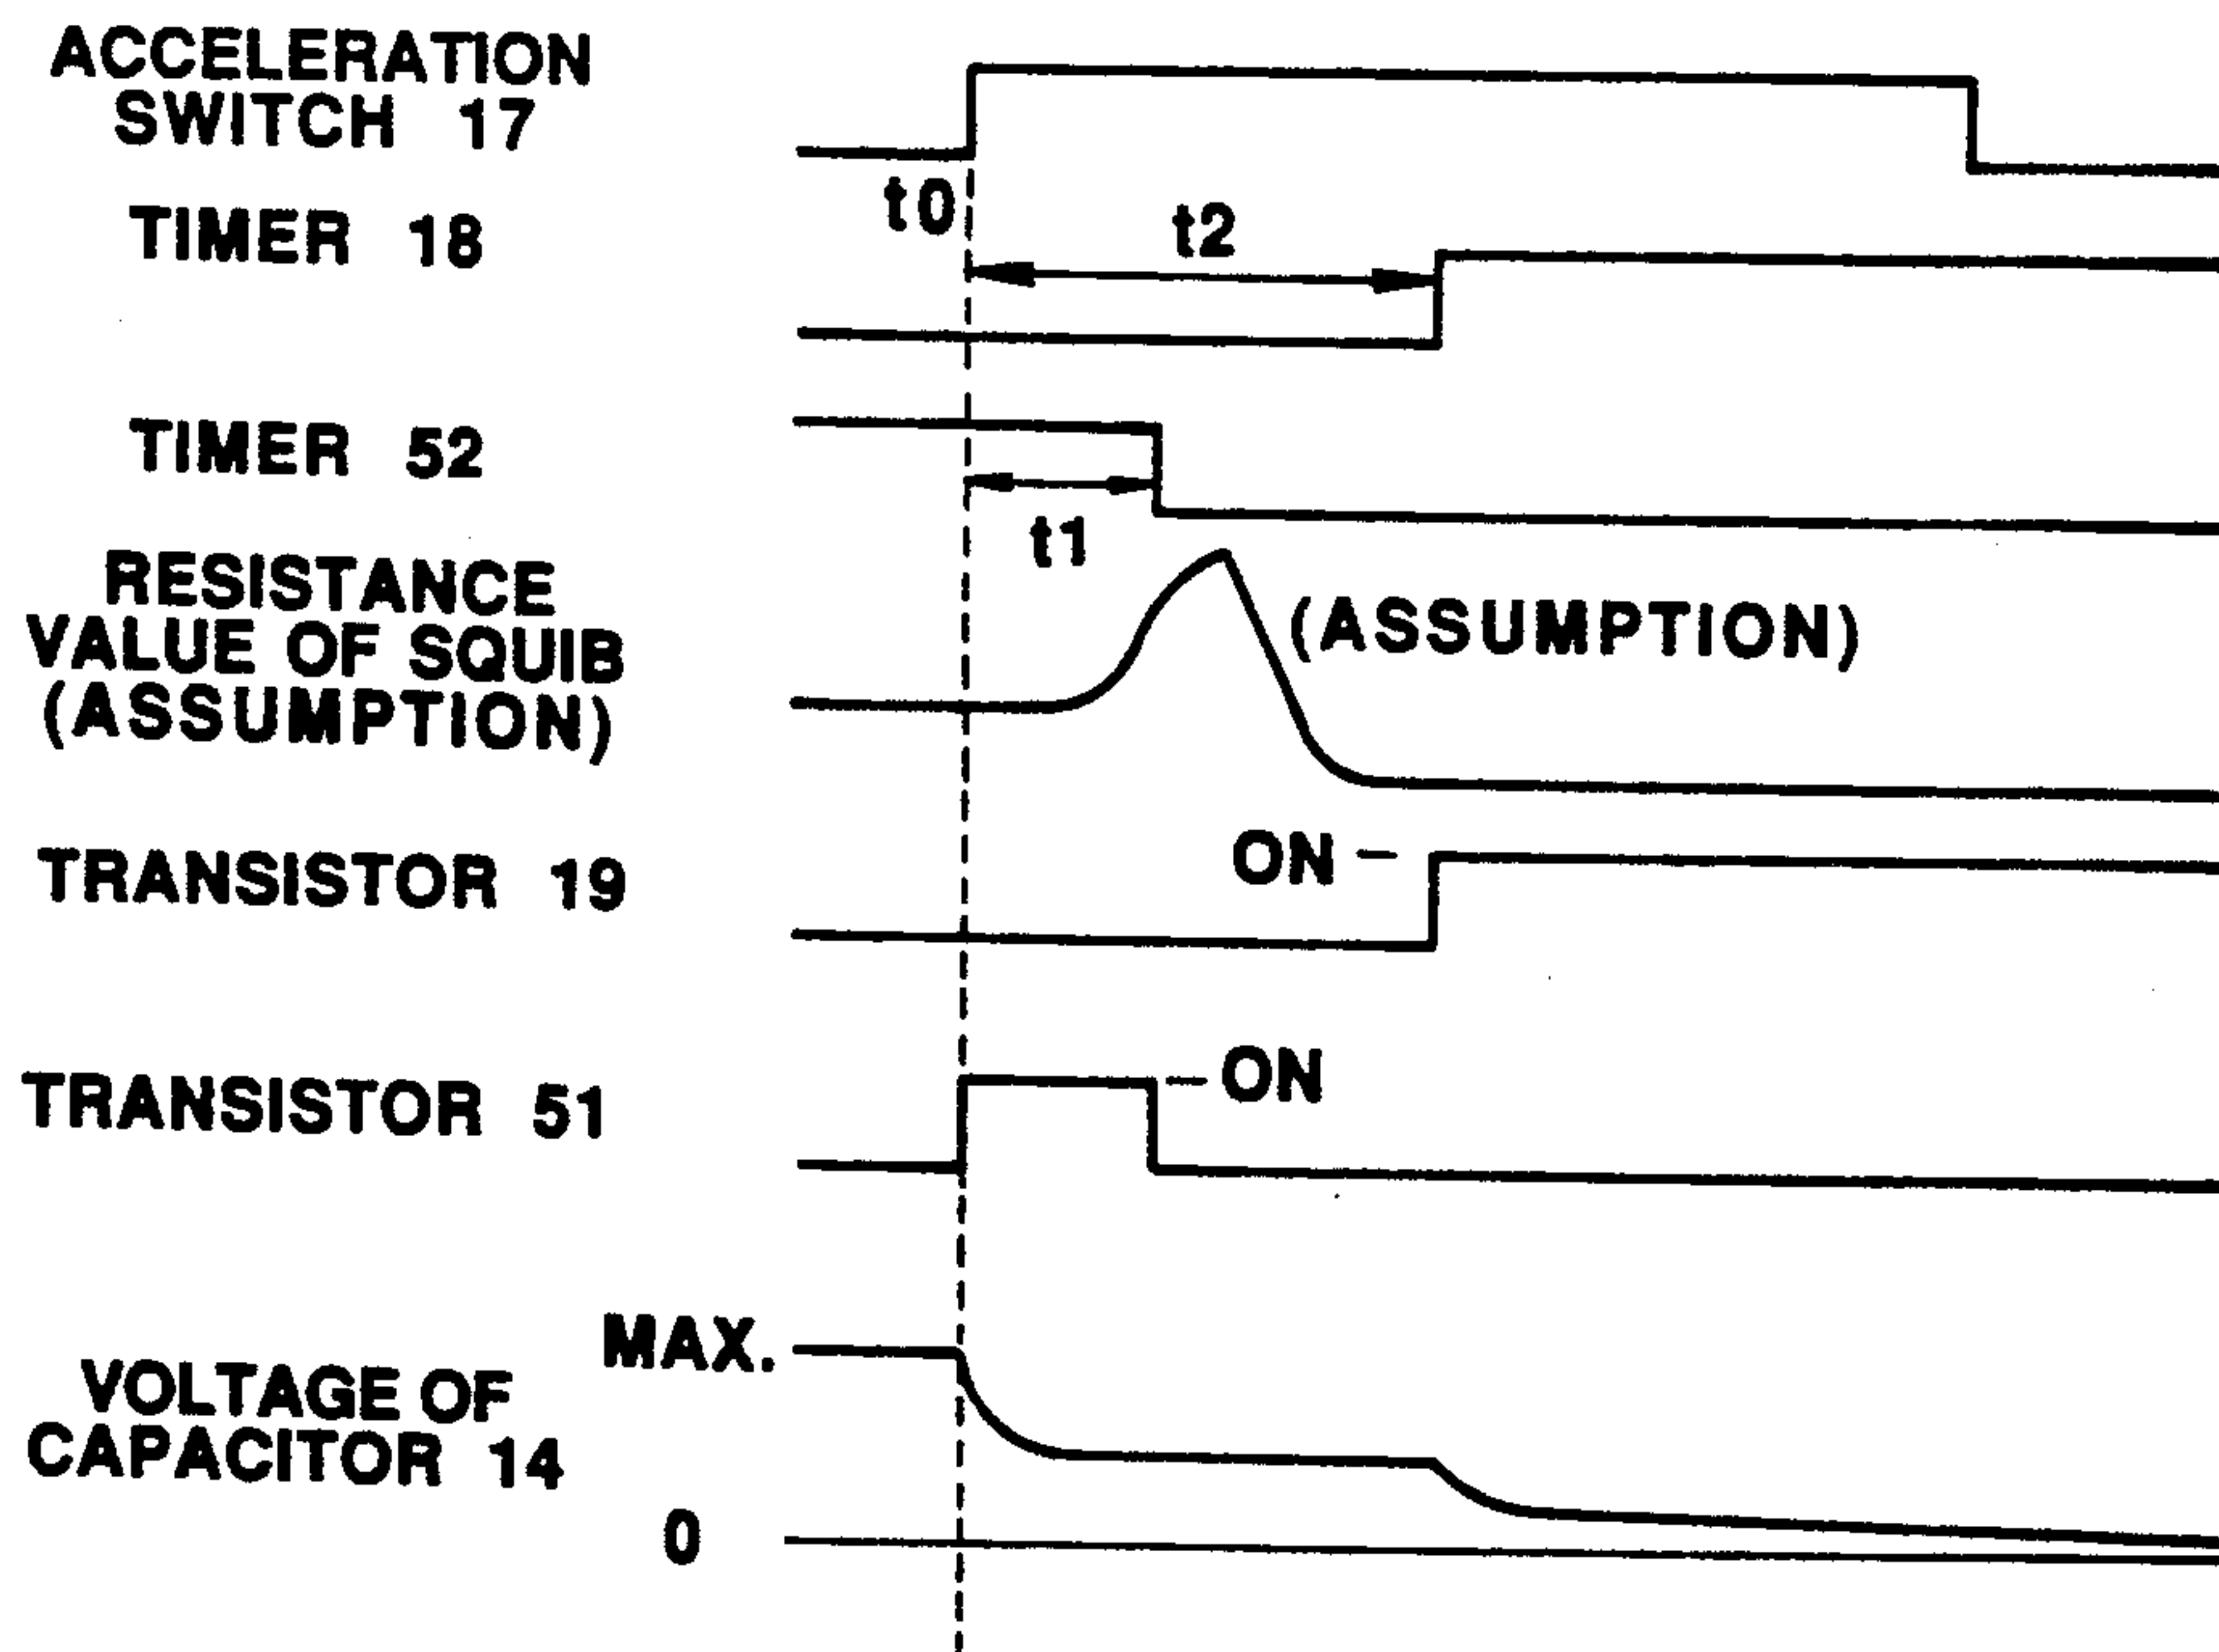 ACCELERATION
SWITCH 17
t0
TIMER 18
t2
TIMER 52
t1
RESISTANCE
VALUE OF SQUIB
(ASSUMPTION)
(ASSUMPTION)
TRANSISTOR 19
ON
TRANSISTOR 51
ON
MAX.
VOLTAGE OF
CAPACITOR 14
0